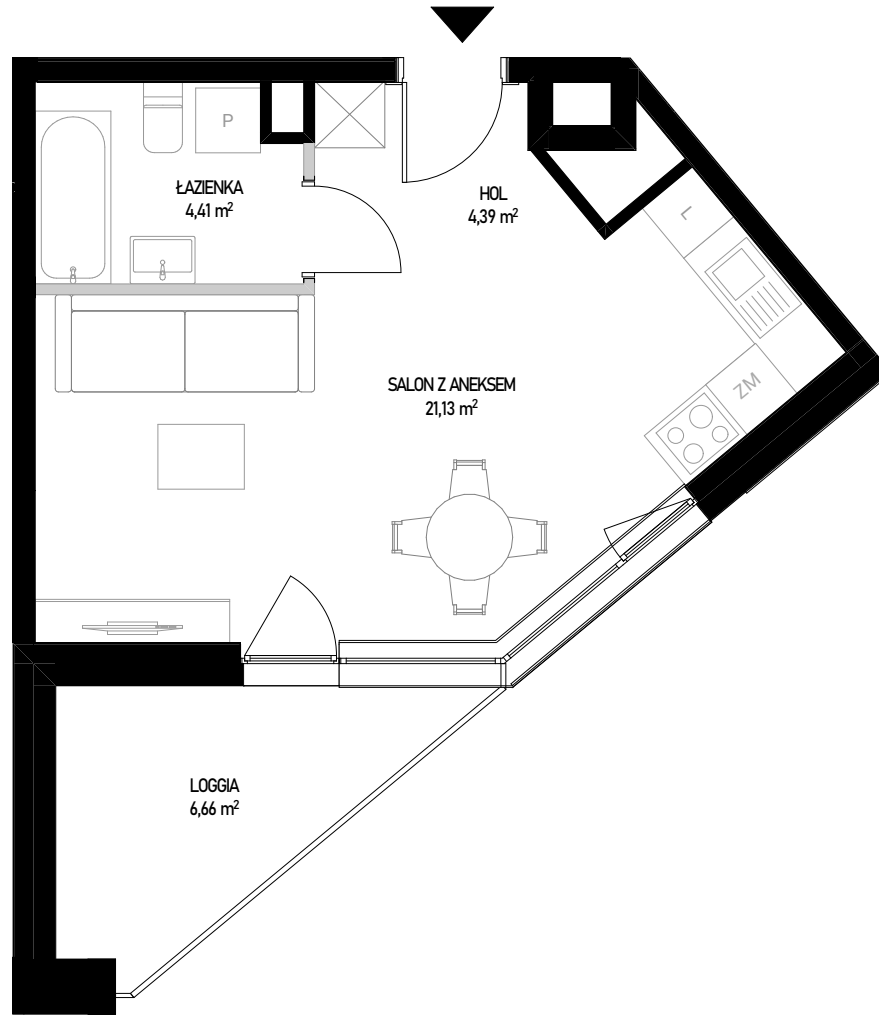 P
ŁAZIENKA
4,41 m²
HOL
4,39 m²
L
SALON Z ANEKSEM
21,13 m²
ZM
LOGGIA
6,66 m²